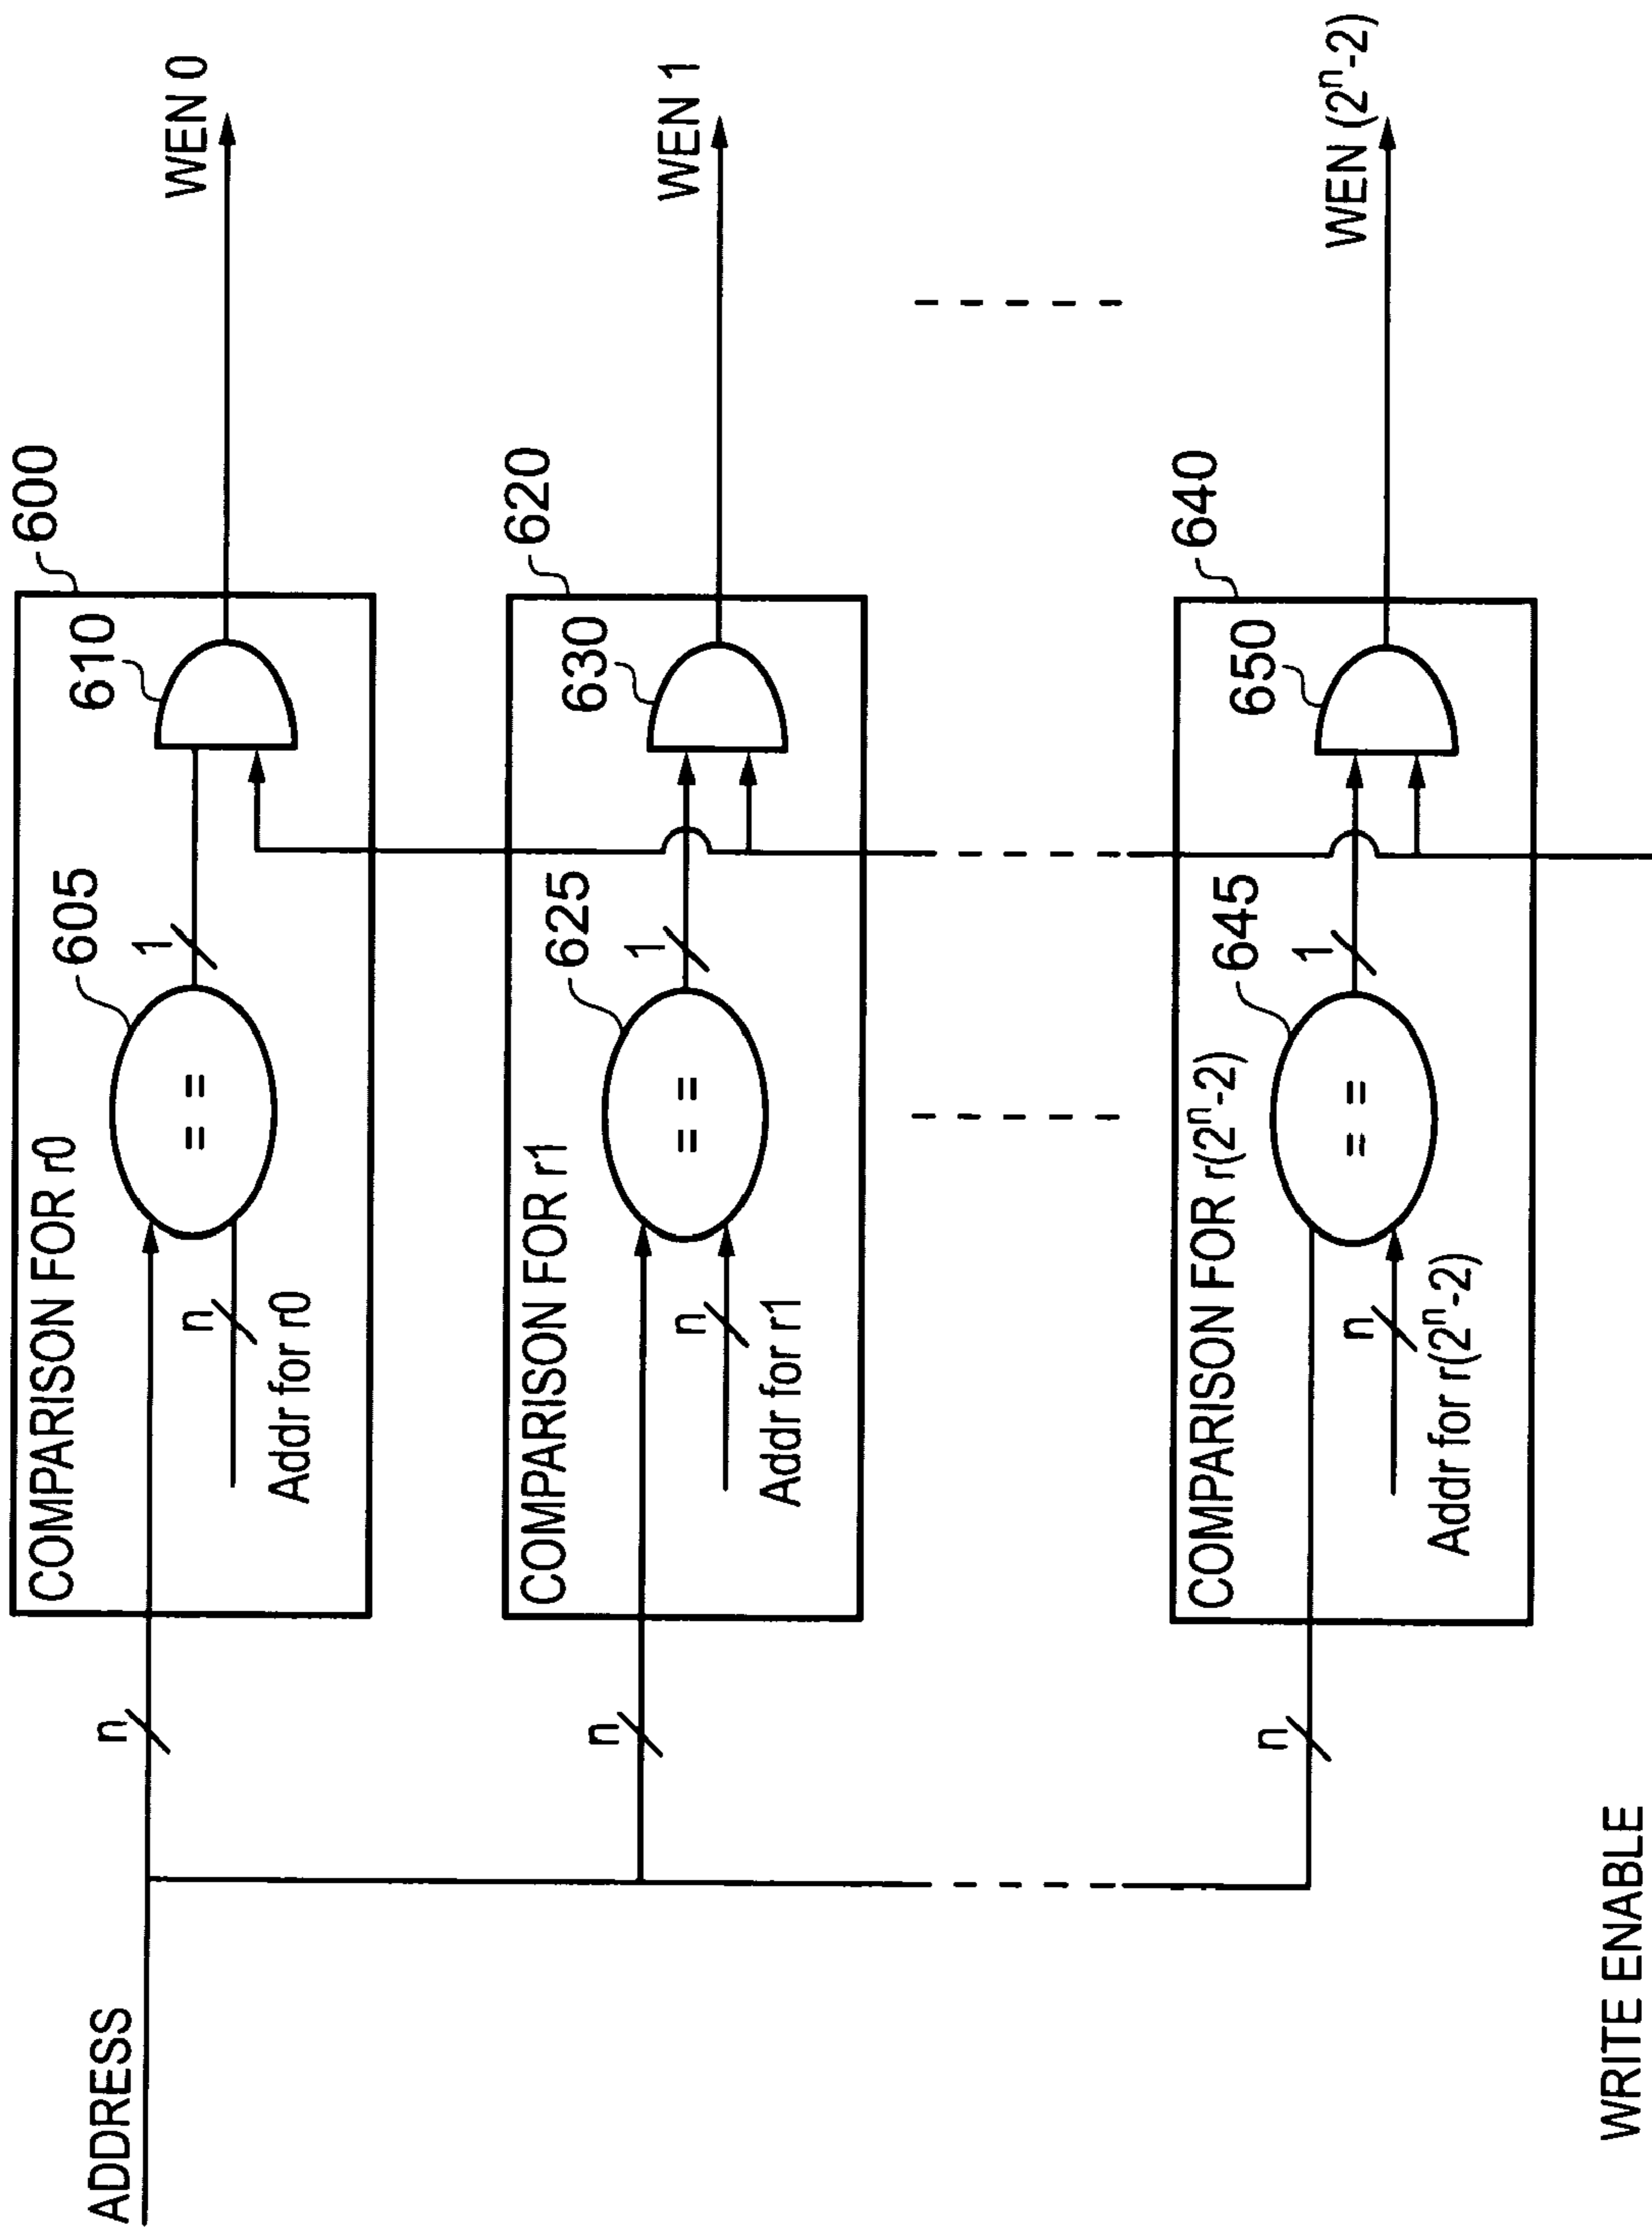 ADDRESS
n
COMPARISON FOR r0
n
Addr for r0
= =
605
1
610
600
WEN 0
n
COMPARISON FOR r1
n
Addr for r1
= =
625
1
630
620
WEN 1
n
COMPARISON FOR r(2ⁿ-2)
n
Addr for r(2ⁿ-2)
= =
645
1
650
640
WEN (2ⁿ-2)
WRITE ENABLE